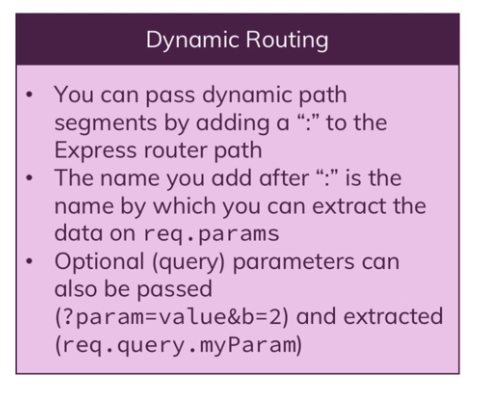 Dynamic Routing
• You can pass dynamic path
segments by adding a “:” to the
Express router path
• The name you add after “:” is the
name by which you can extract the
data on req.params
• Optional (query) parameters can
also be passed
(?param=value&b=2) and extracted
(req.query.myParam)